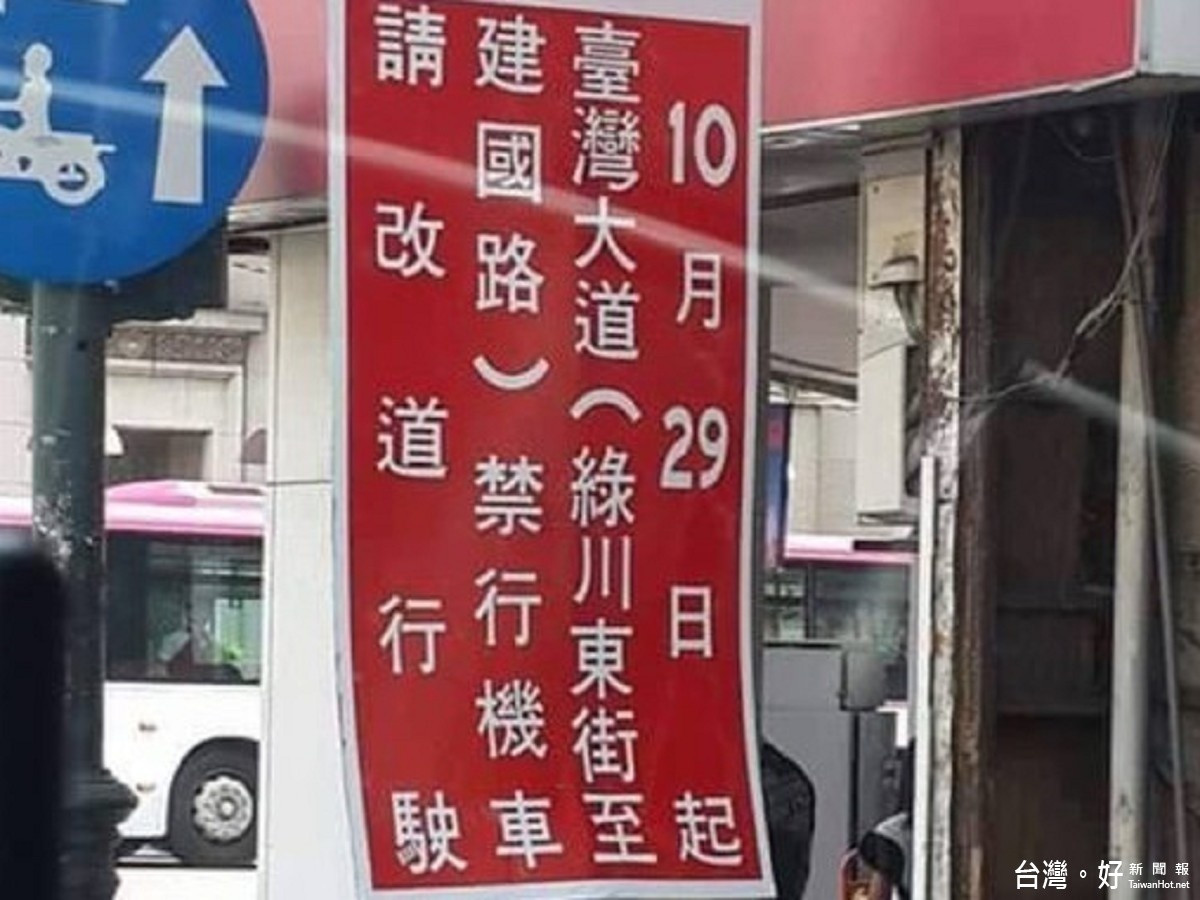 10月29日起
臺灣大道(綠川東街至
建國路)禁行機車
請改道行駛
台灣。好新聞報
TaiwanHot.net